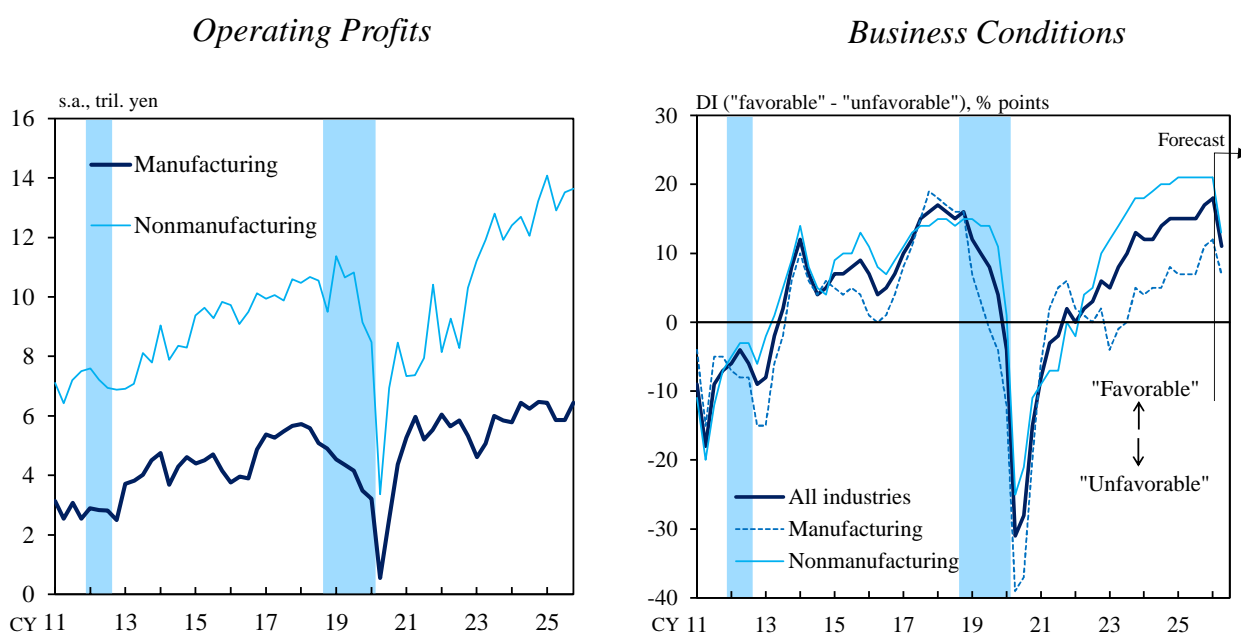 Operating Profits
s.a., tril. yen
16
14
12
10
8
6
4
2
0
Manufacturing
Nonmanufacturing
CY 11 13 15 17 19 21 23 25
Business Conditions
DI ("favorable" - "unfavorable"), % points
30
20
10
0
-10
-20
-30
-40
Forecast
"Favorable"
"Unfavorable"
All industries
Manufacturing
Nonmanufacturing
CY 11 13 15 17 19 21 23 25